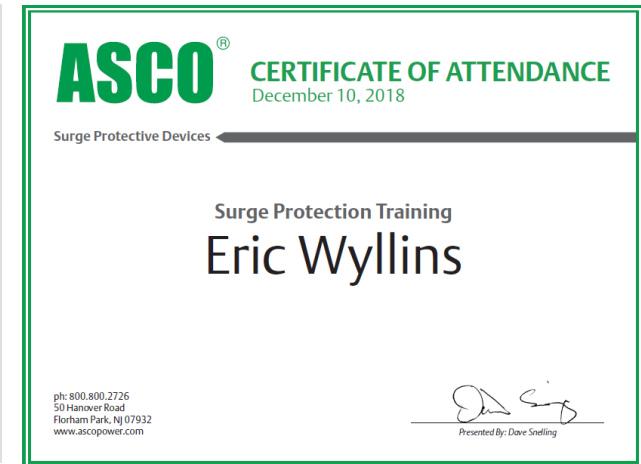 ASCO®
CERTIFICATE OF ATTENDANCE
December 10, 2018
Surge Protective Devices
Surge Protection Training
Eric Wyllins
ph: 800.800.2726
50 Hanover Road
Florham Park, NJ 07932
www.ascopower.com
Presented By: Dave Snelling